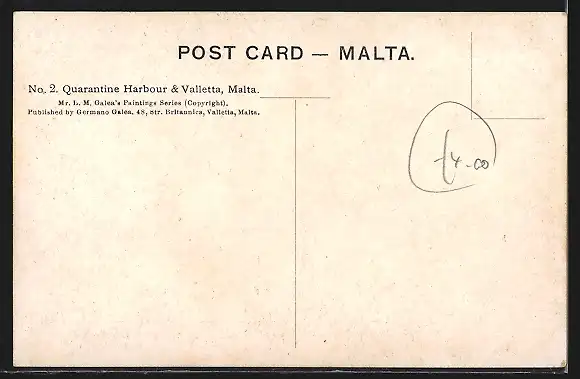 POST CARD — MALTA.
No. 2. Quarantine Harbour & Valletta, Malta.
Mr. L. M. Galea's Paintings Series (Copyright).
Published by Germano Galea, 48, Str. Britannica, Valletta, Malta.
£4-00